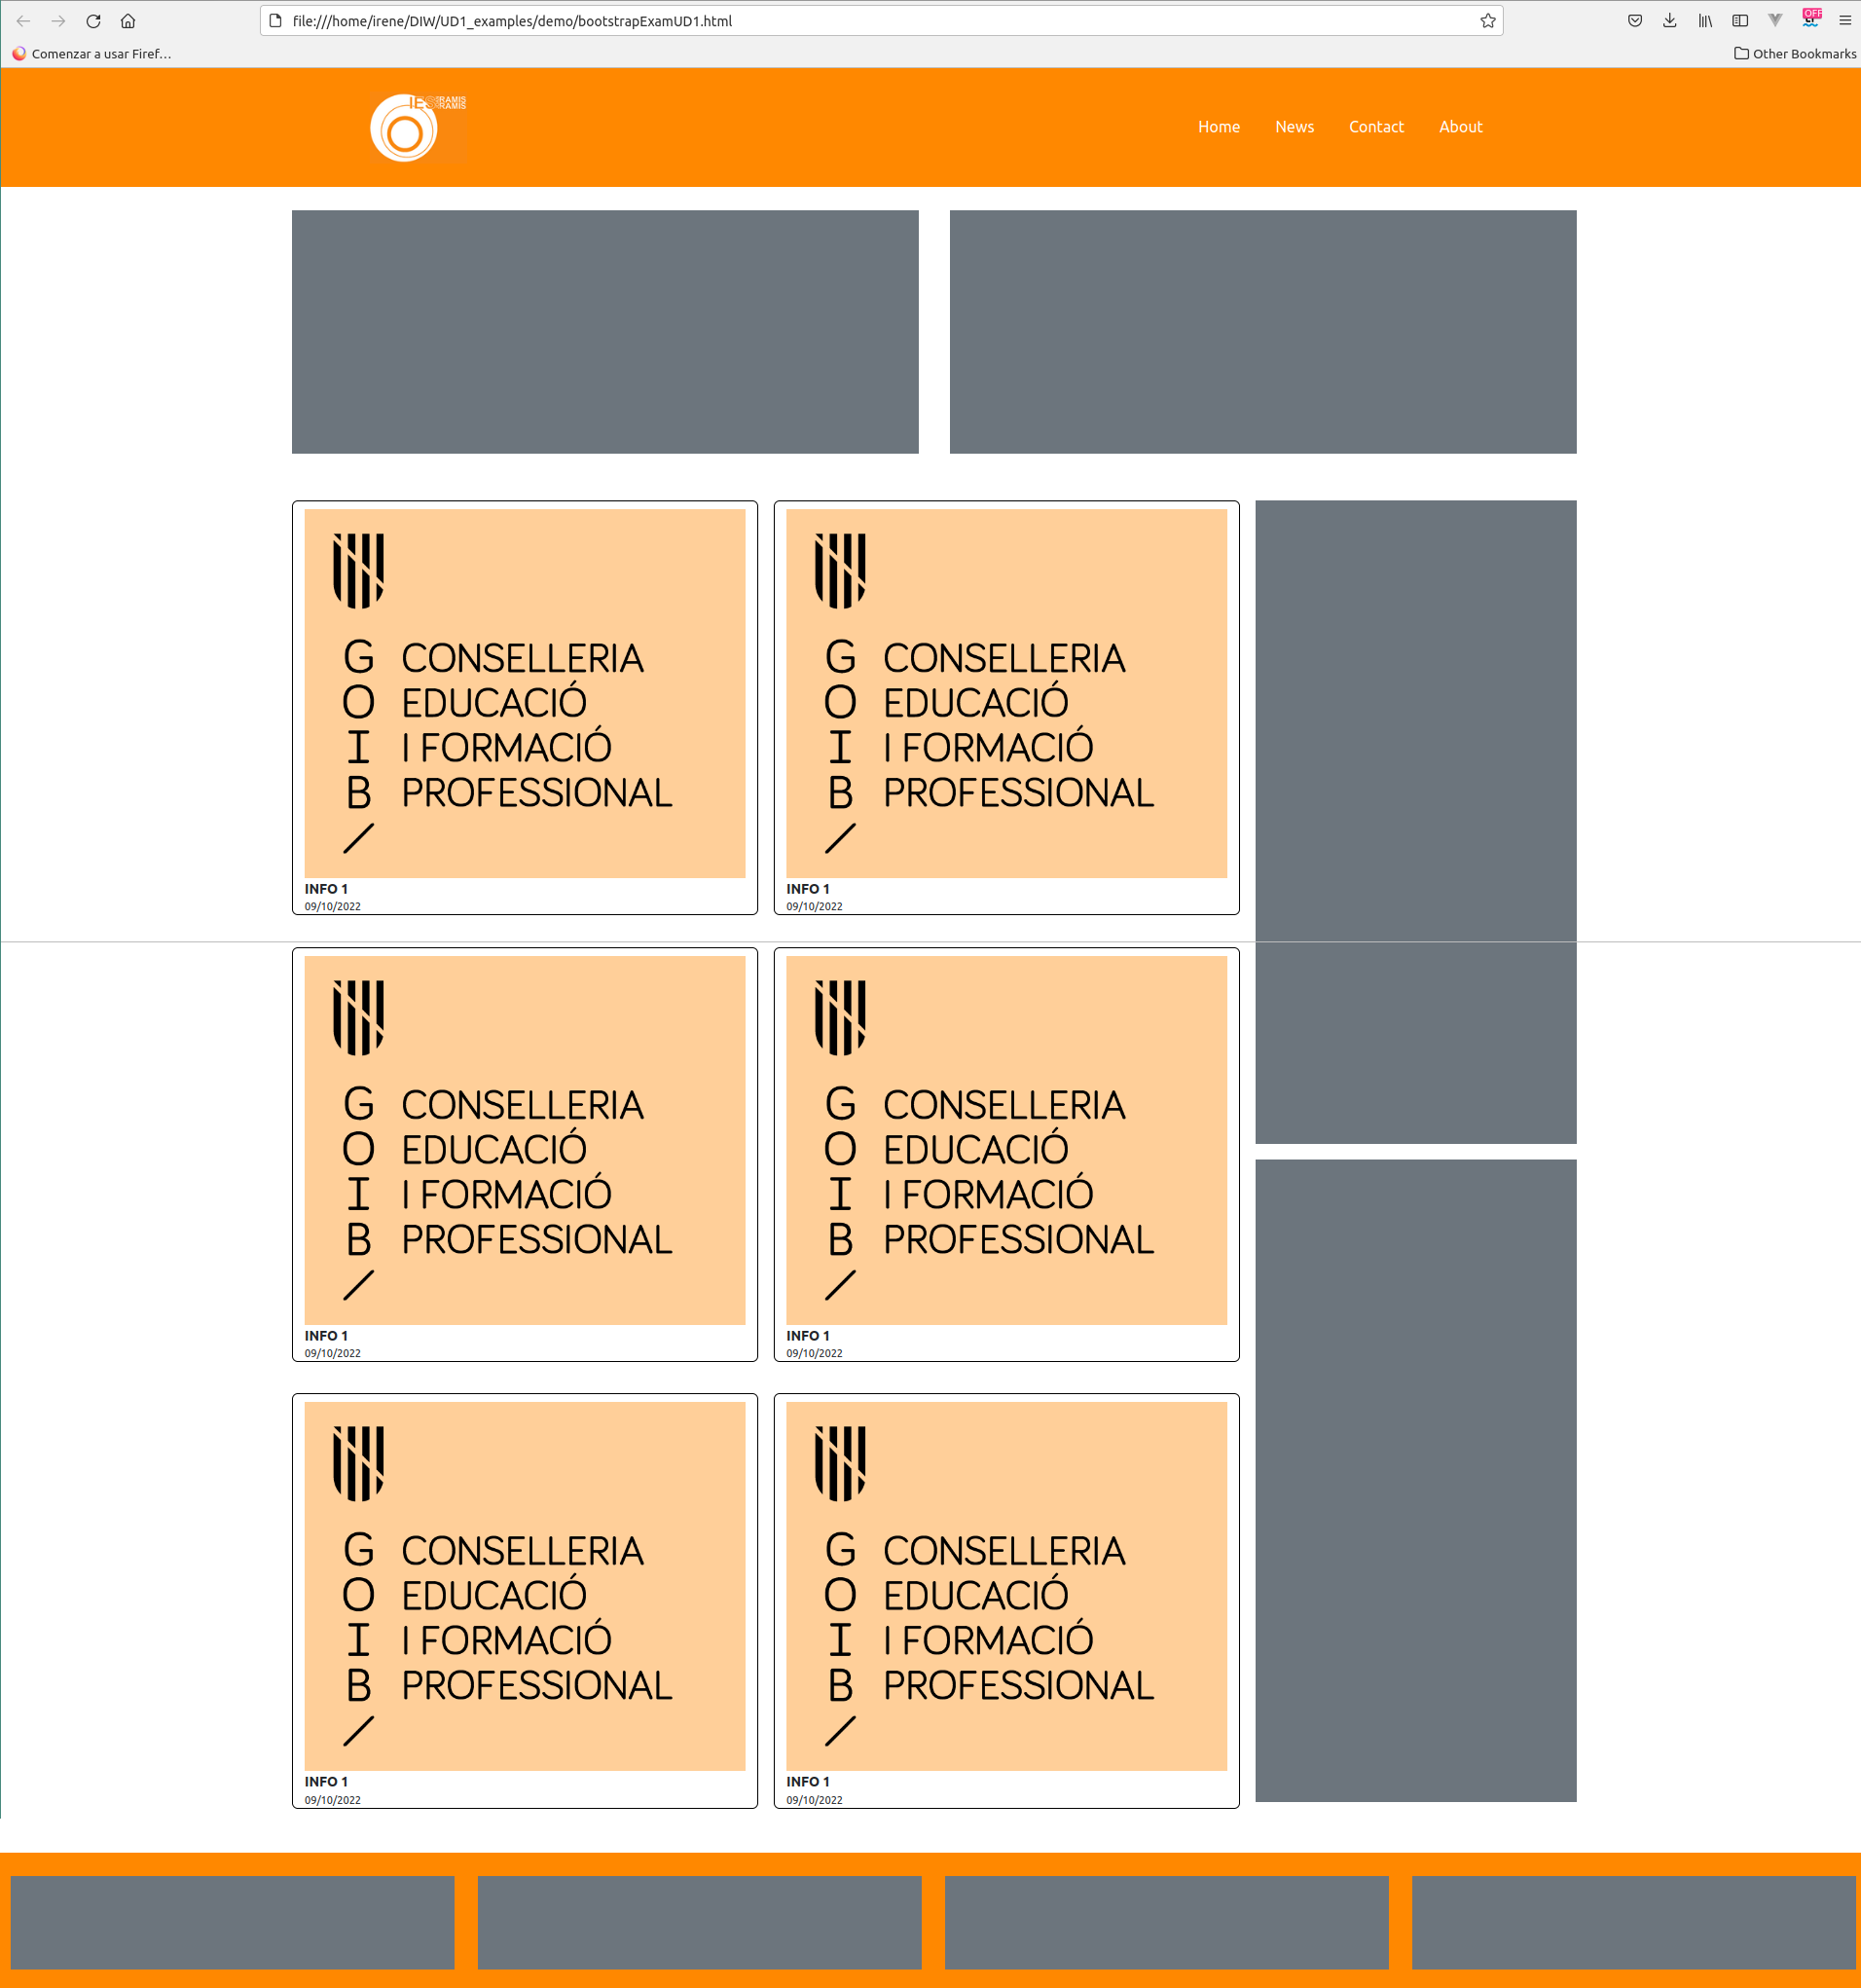 file:///home/irene/DIW/UD1_examples/demo/bootstrapExamUD1.html
OFF
Comenzar a usar Firef…
Other Bookmarks
Home News Contact About
G CONSELLERIA
O EDUCACIÓ
I I FORMACIÓ
B PROFESSIONAL
/
INFO 1
09/10/2022
G CONSELLERIA
O EDUCACIÓ
I I FORMACIÓ
B PROFESSIONAL
/
INFO 1
09/10/2022
G CONSELLERIA
O EDUCACIÓ
I I FORMACIÓ
B PROFESSIONAL
/
INFO 1
09/10/2022
G CONSELLERIA
O EDUCACIÓ
I I FORMACIÓ
B PROFESSIONAL
/
INFO 1
09/10/2022
G CONSELLERIA
O EDUCACIÓ
I I FORMACIÓ
B PROFESSIONAL
/
INFO 1
09/10/2022
G CONSELLERIA
O EDUCACIÓ
I I FORMACIÓ
B PROFESSIONAL
/
INFO 1
09/10/2022